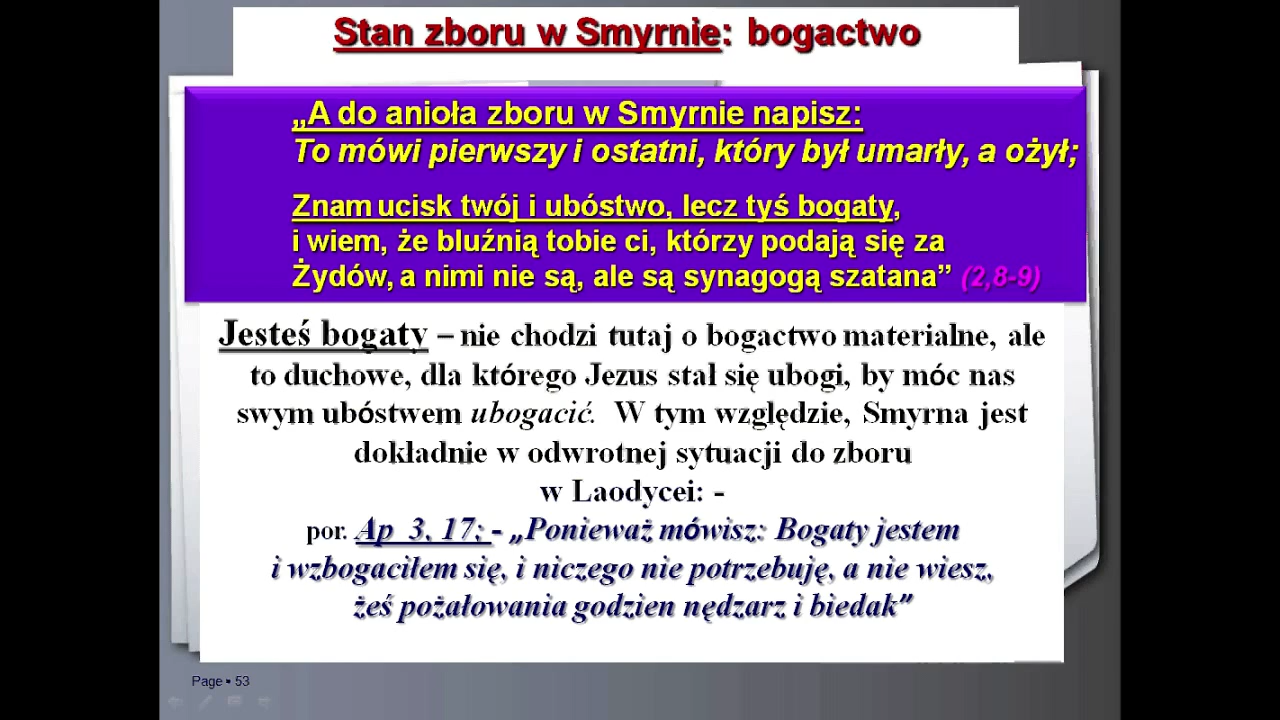 Stan zboru w Smyrnie: bogactwo
„A do anioła zboru w Smyrnie napisz:
To mówi pierwszy i ostatni, który był umarły, a ożył;
Znam ucisk twój i ubóstwo, lecz tyś bogaty,
i wiem, że bluźnią tobie ci, którzy podają się za
Żydów, a nimi nie są, ale są synagogą szatana” (2,8-9)
Jesteś bogaty – nie chodzi tutaj o bogactwo materialne, ale
to duchowe, dla którego Jezus stał się ubogi, by móc nas
swym ubóstwem ubogacić. W tym względzie, Smyrna jest
dokładnie w odwrotnej sytuacji do zboru
w Laodycei: -
por. Ap 3, 17; - „Ponieważ mówisz: Bogaty jestem
i wzbogaciłem się, i niczego nie potrzebuję, a nie wiesz,
żeś pożałowania godzien nędzarz i biedak”
Page ▪ 53